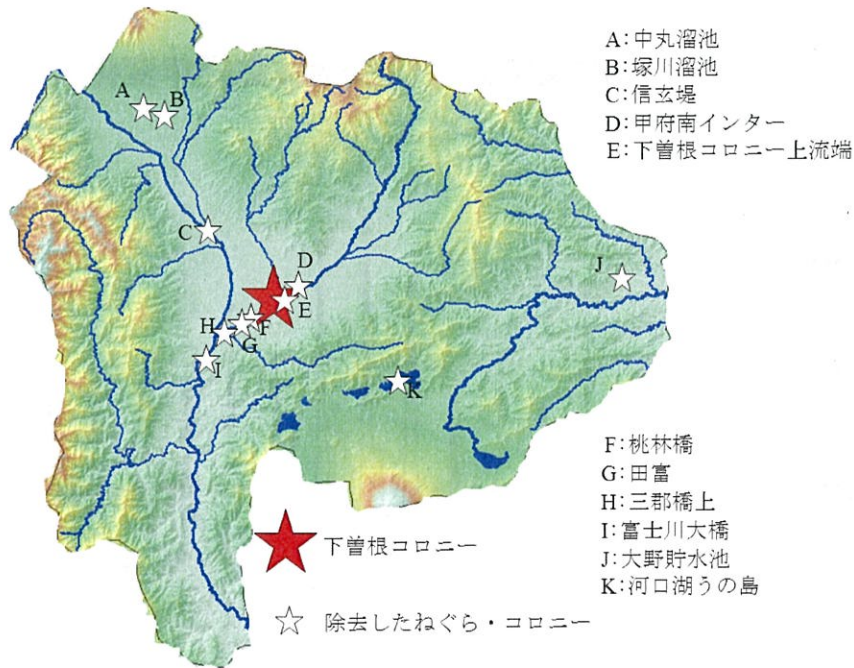 A:中丸溜池
B:塚川溜池
C:信玄堤
D:甲府南インター
E:下曽根コロニー上流端
A
B
C
D
E
J
H
F
G
I
K
F:桃林橋
G:田富
H:三郡橋上
I:富士川大橋
J:大野貯水池
K:河口湖うの島
下曽根コロニー
除去したねぐら・コロニー